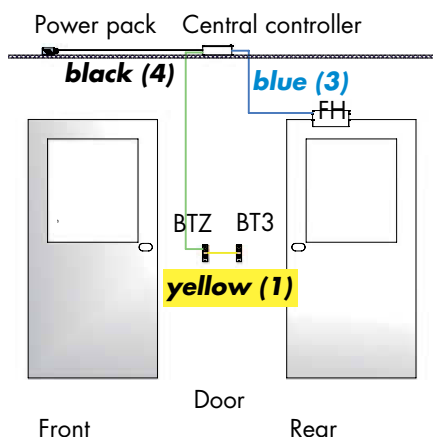 Power pack Central controller
black (4) blue (3)
FH
BTZ BT3
yellow (1)
Door
Front Rear